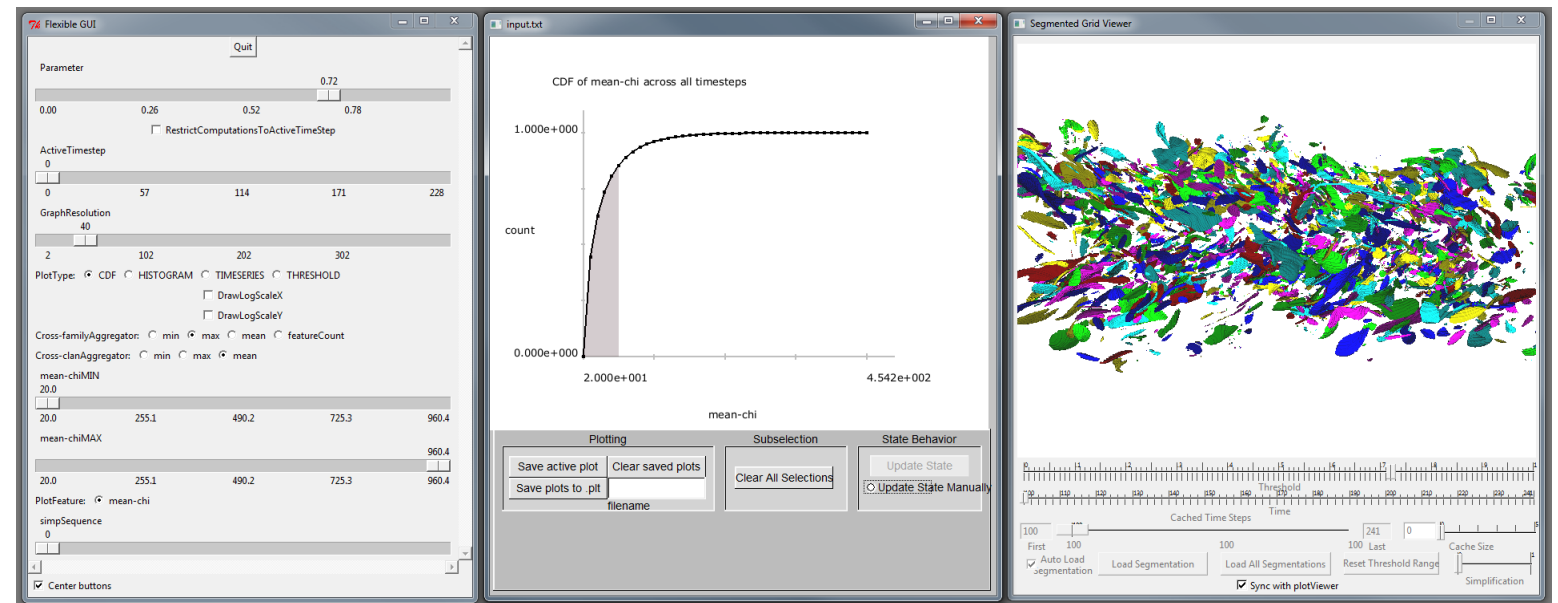 Flexible GUI
Quit
Parameter
0.72
0.00 0.26 0.52 0.78
RestrictComputationsToActiveTimeStep
ActiveTimestep
0
0 57 114 171 228
GraphResolution
40
2 102 202 302
PlotType: CDF HISTOGRAM TIMESERIES THRESHOLD
DrawLogScaleX
DrawLogScaleY
Cross-familyAggregator: min max mean featureCount
Cross-clanAggregator: min max mean
mean-chiMIN
20.0
20.0 255.1 490.2 725.3 960.4
mean-chiMAX
960.4
20.0 255.1 490.2 725.3 960.4
PlotFeature: mean-chi
simpSequence
0
Center buttons
input.txt
CDF of mean-chi across all timesteps
1.000e+000
count
0.000e+000
2.000e+001 4.542e+002
mean-chi
Plotting Subselection State Behavior
Save active plot Clear saved plots
Save plots to .plt
filename
Clear All Selections
Update State
Update State Manually
Segmented Grid Viewer
Threshold
Time
Cached Time Steps
100 241 0
First 100 100 100 Last Cache Size
Auto Load Segmentation
Load Segmentation Load All Segmentations Reset Threshold Range
Simplification
Sync with plotViewer